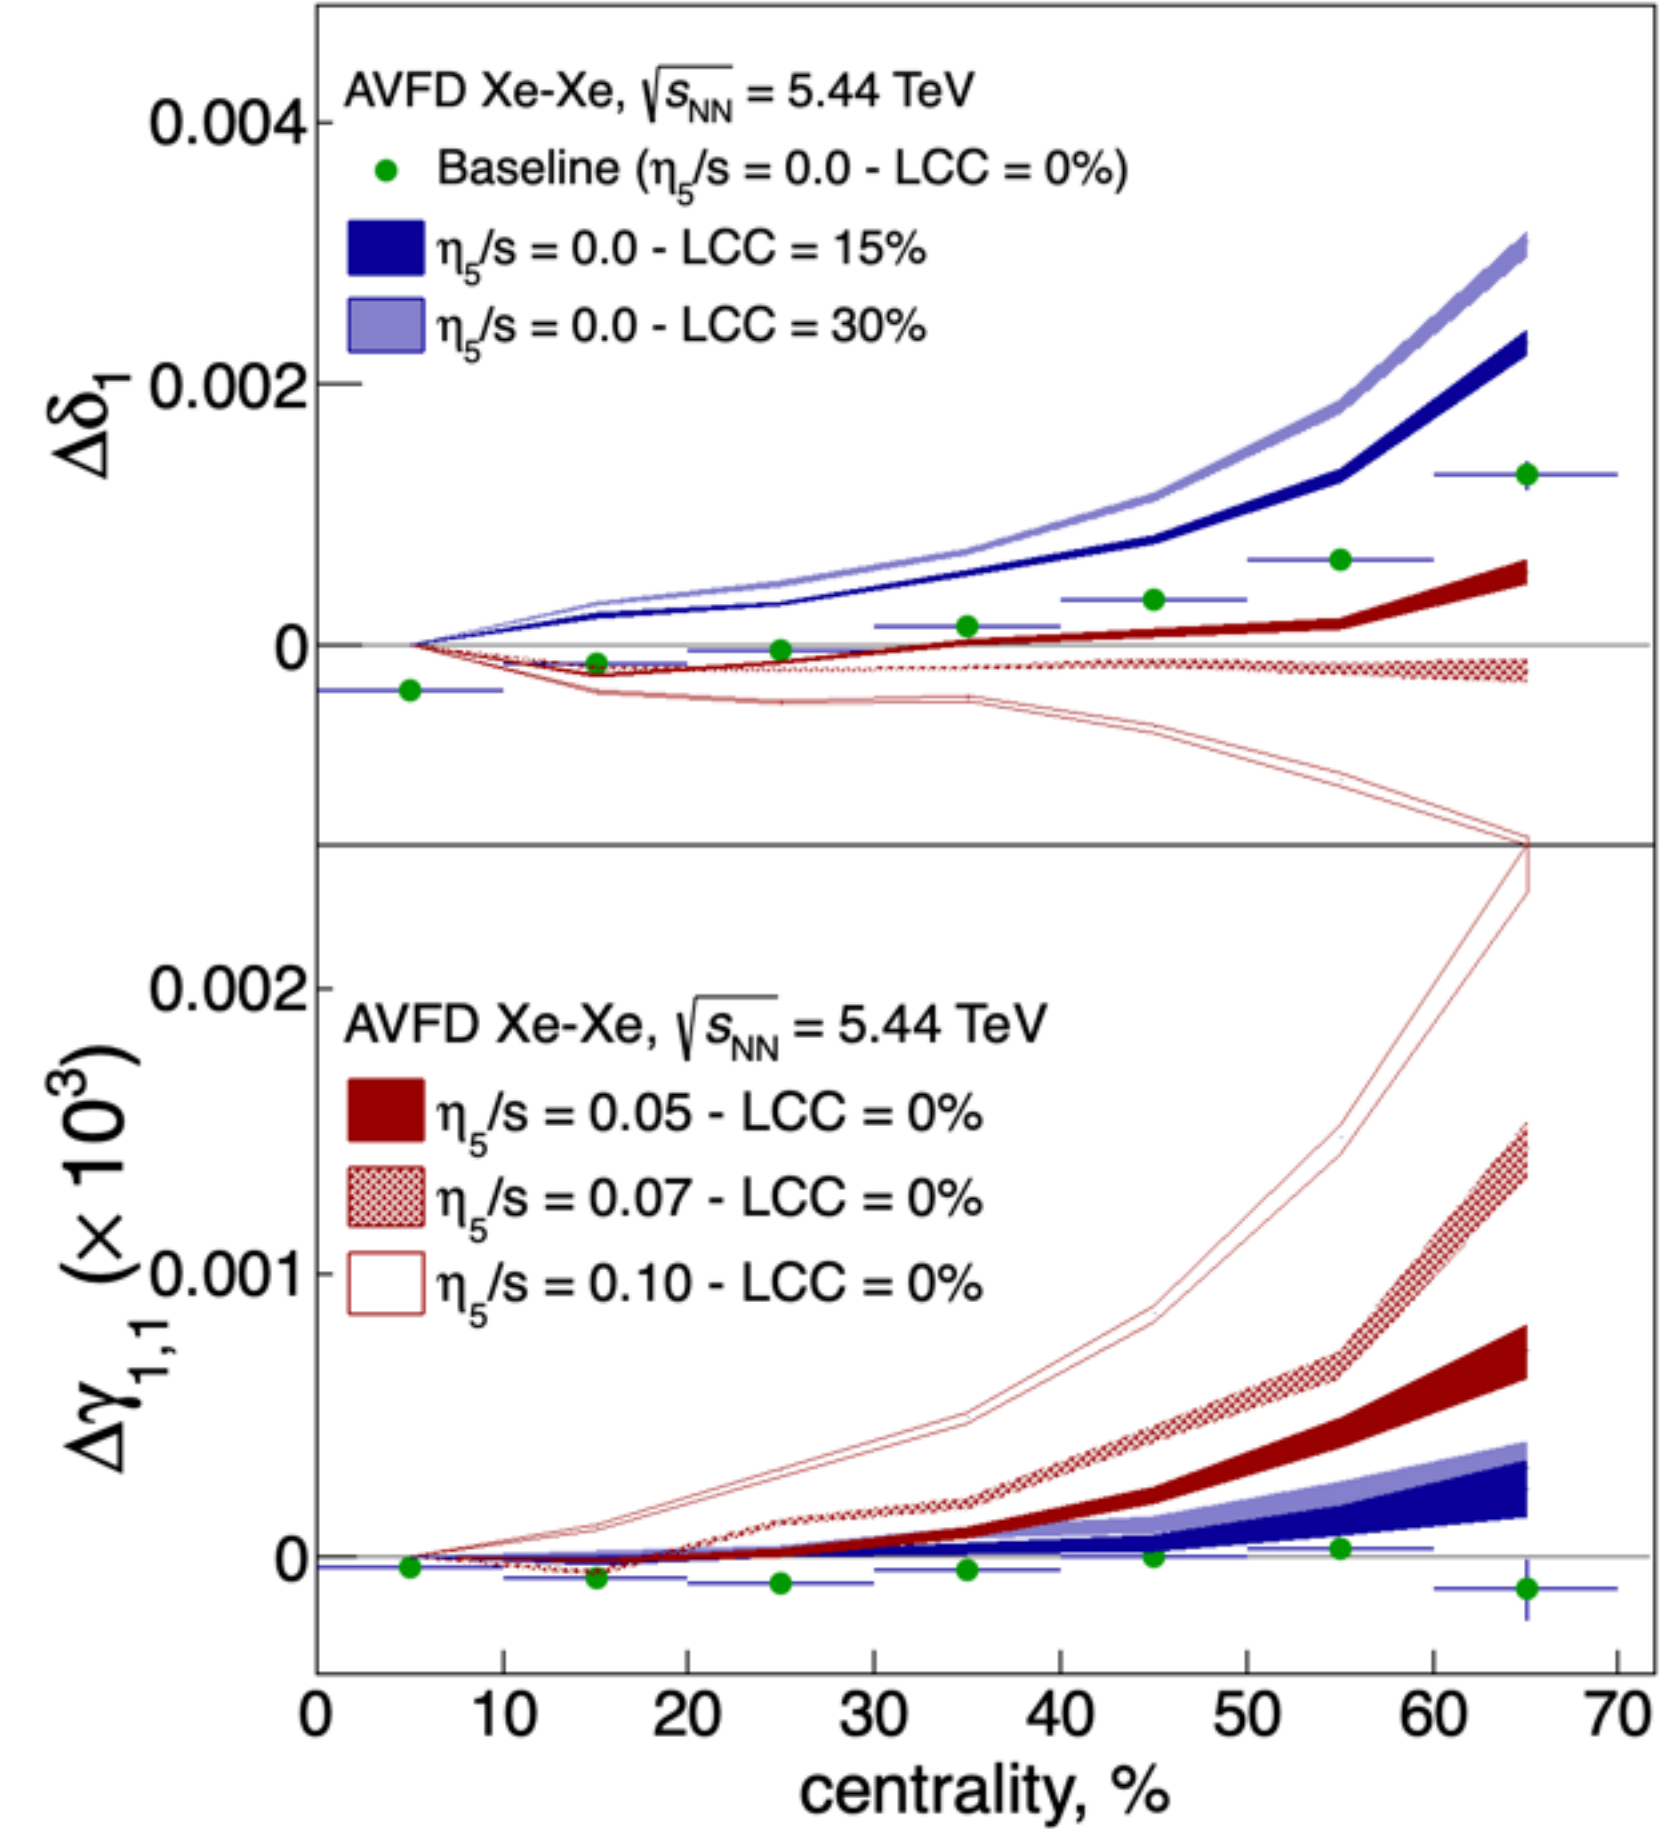 AVFD Xe-Xe, √sNN = 5.44 TeV
Baseline (η5/s = 0.0 - LCC = 0%)
η5/s = 0.0 - LCC = 15%
η5/s = 0.0 - LCC = 30%
Δδ1
0.004
0.002
0
AVFD Xe-Xe, √sNN = 5.44 TeV
η5/s = 0.05 - LCC = 0%
η5/s = 0.07 - LCC = 0%
η5/s = 0.10 - LCC = 0%
Δγ1,1 (× 10³)
0.002
0.001
0
0 10 20 30 40 50 60 70
centrality, %